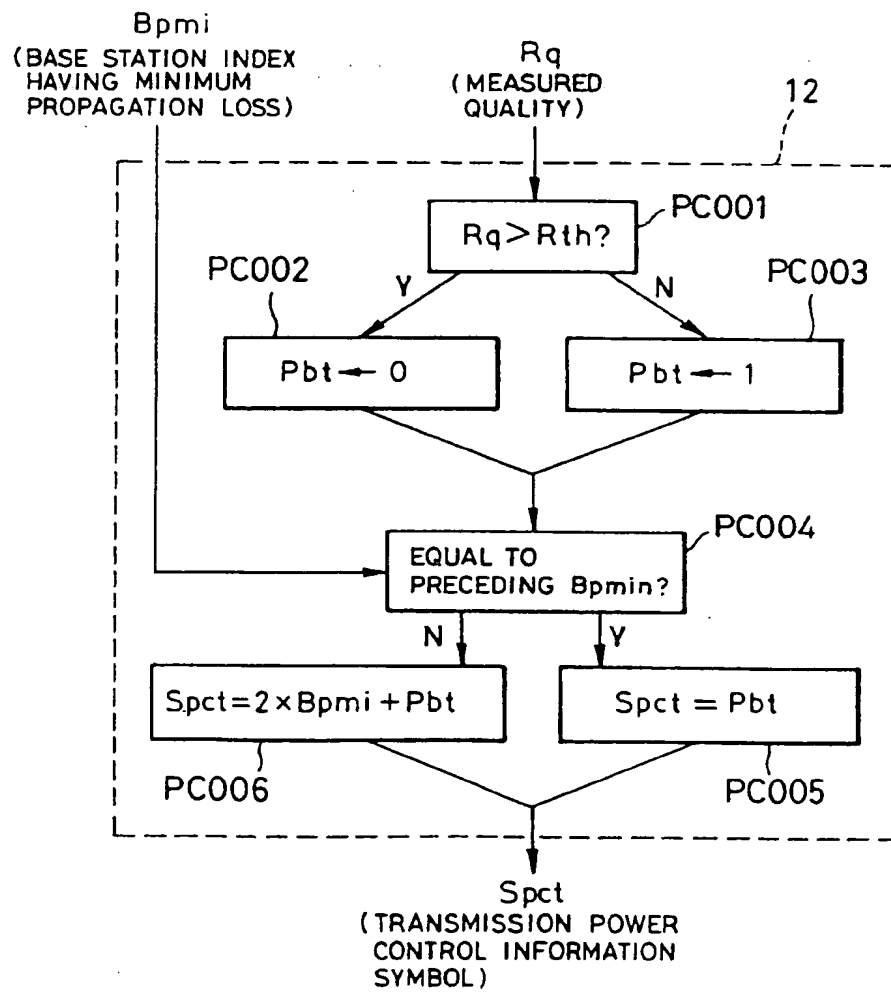 Bpmi
(BASE STATION INDEX
HAVING MINIMUM
PROPAGATION LOSS)
Rq
(MEASURED
QUALITY)
12
PC001
Rq>Rth?
PC002
Y
N
PC003
Pbt ← 0
Pbt ← 1
PC004
EQUAL TO
PRECEDING Bpmin?
N
Y
Spct=2×Bpmi+Pbt
Spct = Pbt
PC006
PC005
Spct
(TRANSMISSION POWER
CONTROL INFORMATION
SYMBOL)